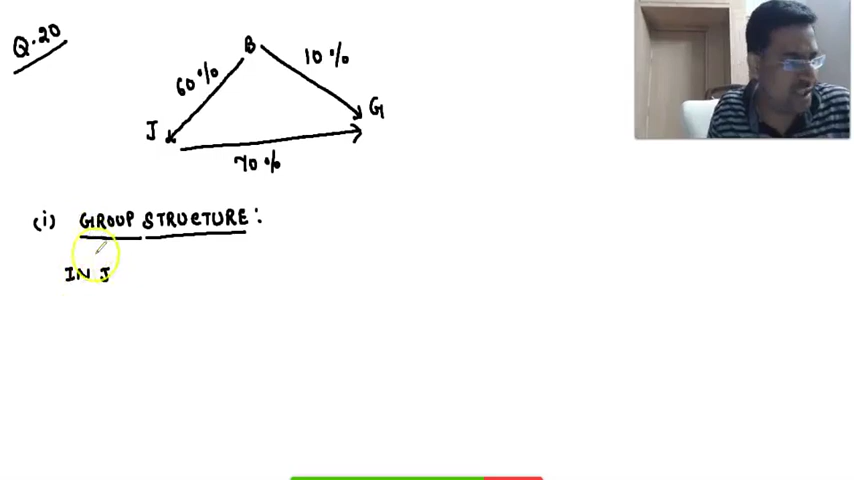 Q.20
B
60%
10%
G
J
70%
(i) GROUP STRUCTURE:
IN J